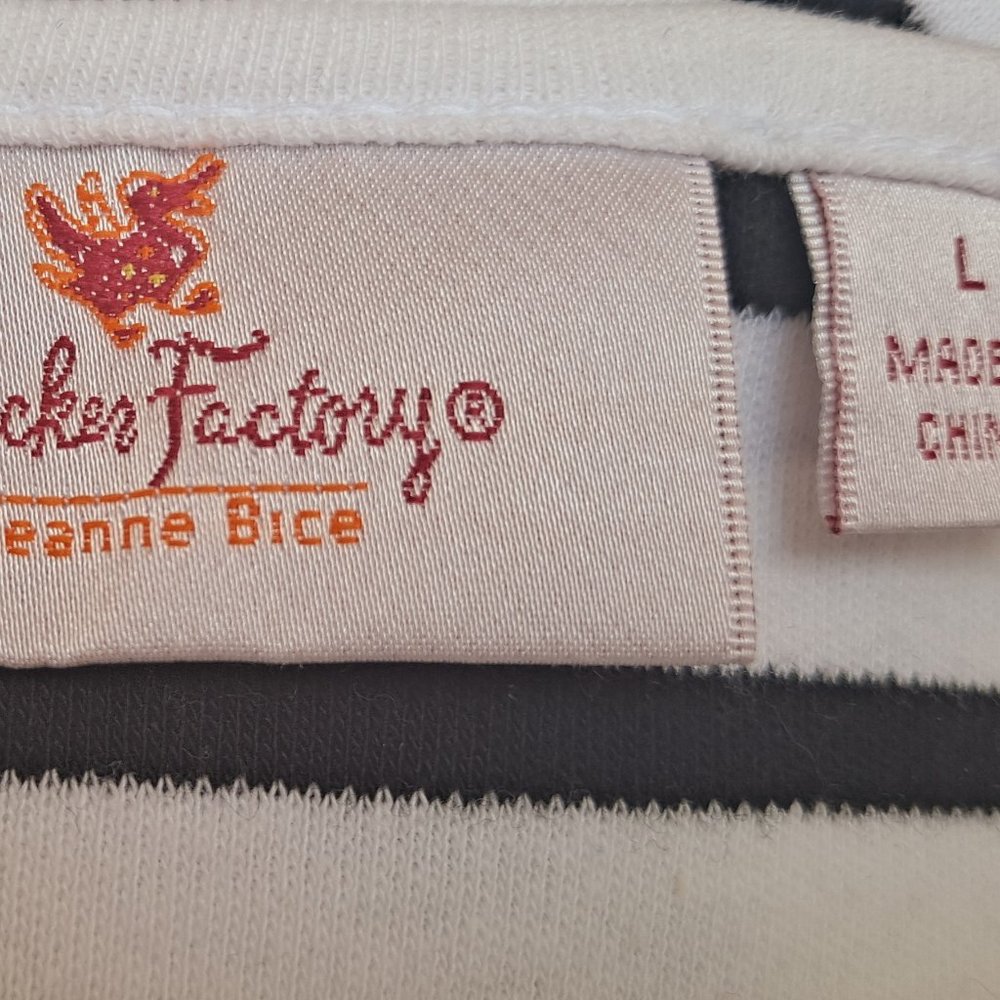 cker Factory®
eanne Bice
L
MADE
CHIN